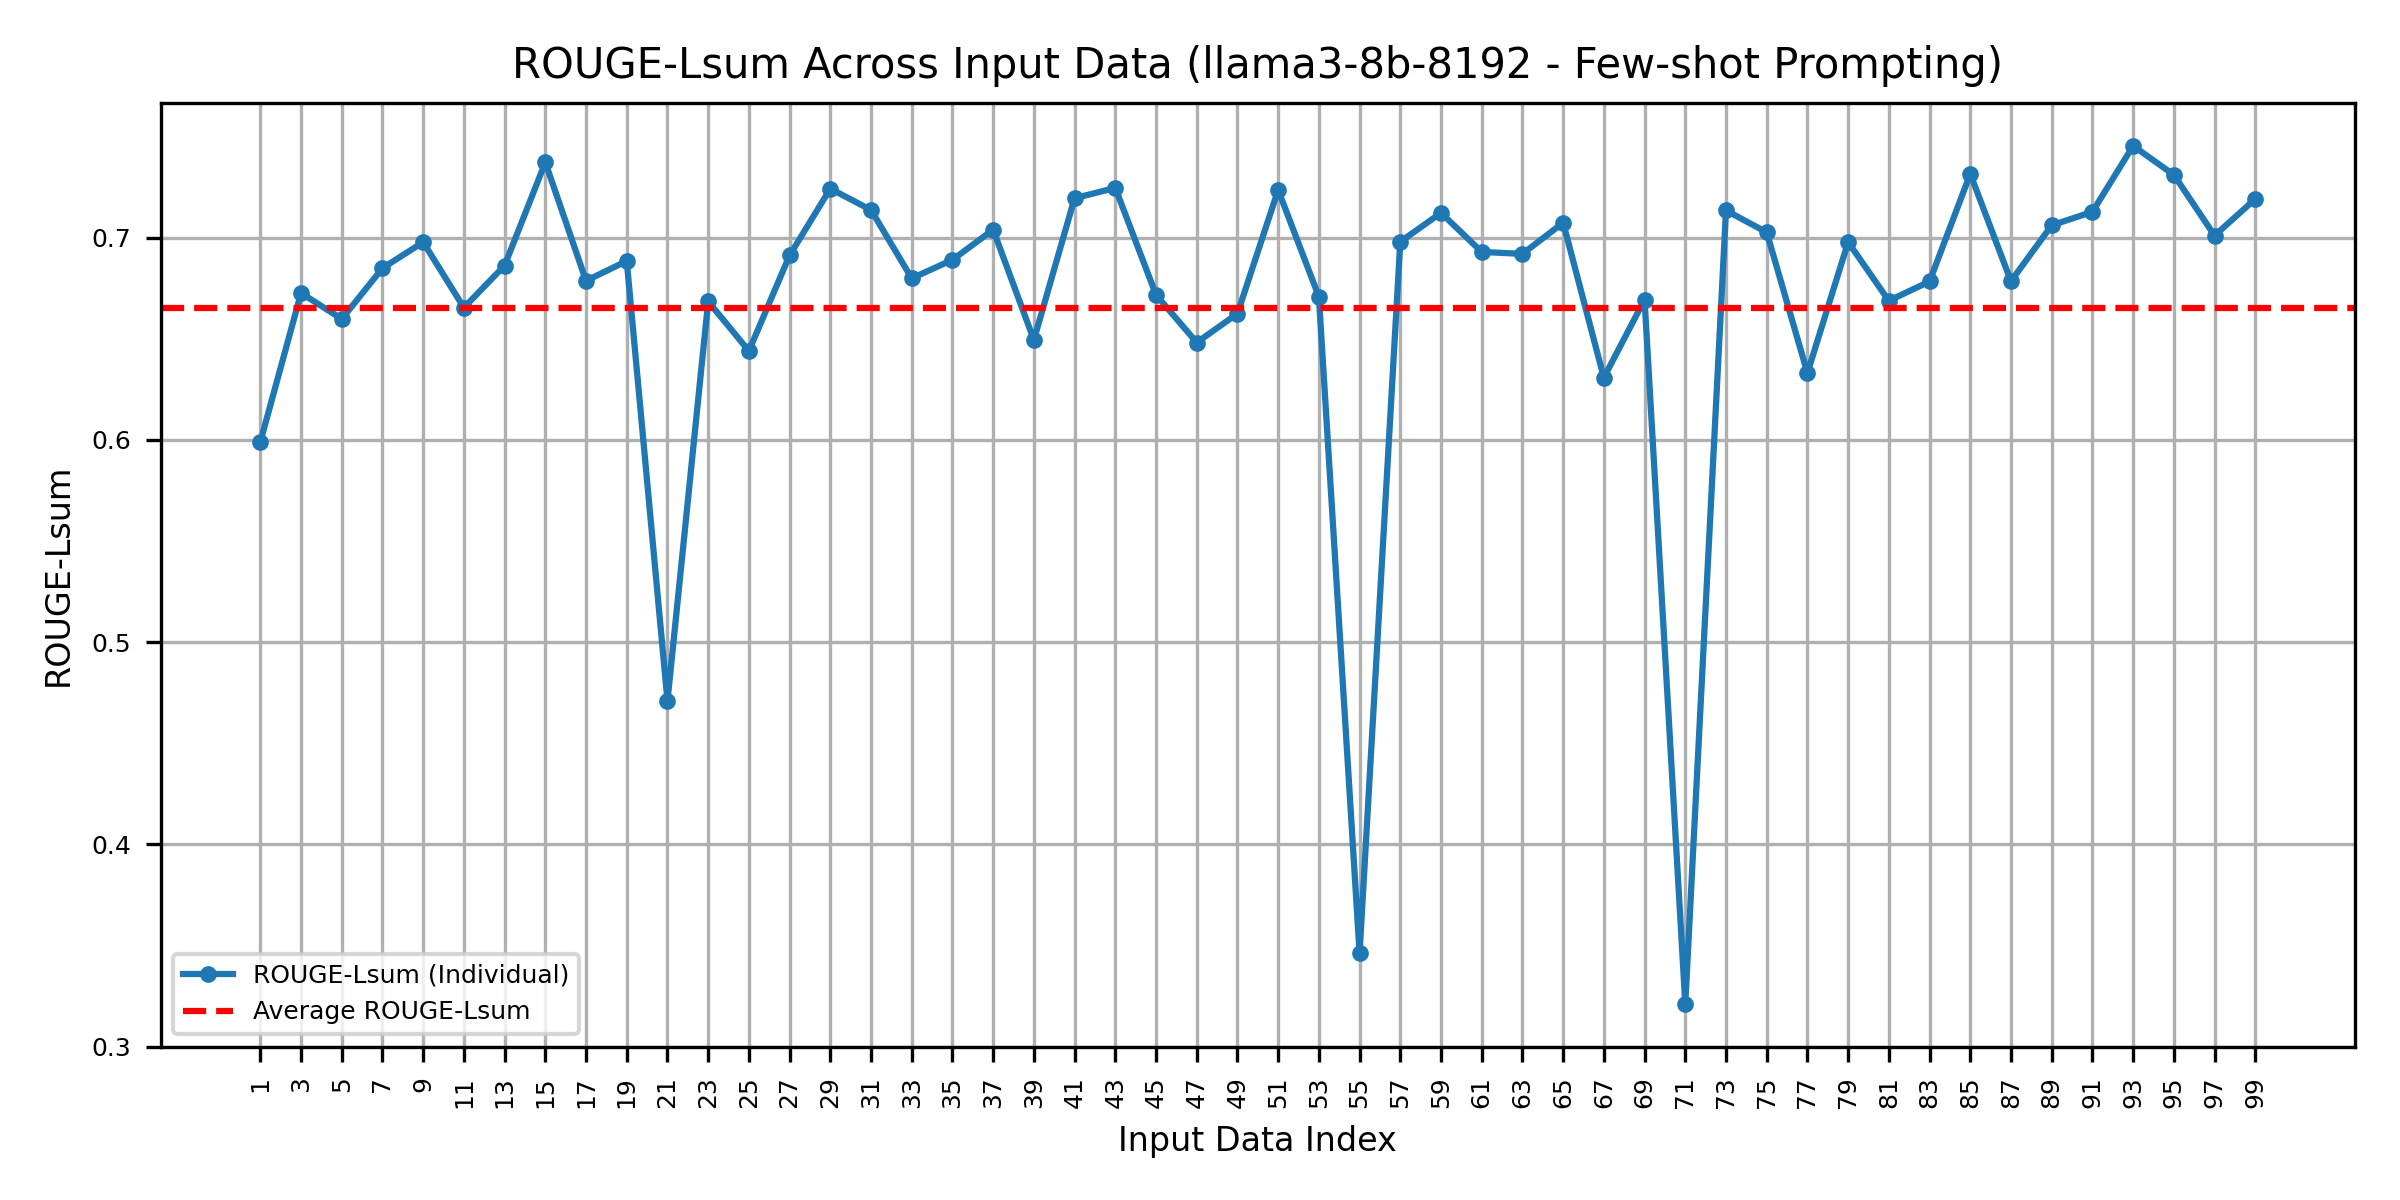 ROUGE-Lsum Across Input Data (llama3-8b-8192 - Few-shot Prompting)
ROUGE-Lsum
0.7
0.6
0.5
0.4
0.3
ROUGE-Lsum (Individual)
Average ROUGE-Lsum
1 3 5 7 9 11 13 15 17 19 21 23 25 27 29 31 33 35 37 39 41 43 45 47 49 51 53 55 57 59 61 63 65 67 69 71 73 75 77 79 81 83 85 87 89 91 93 95 97 99
Input Data Index